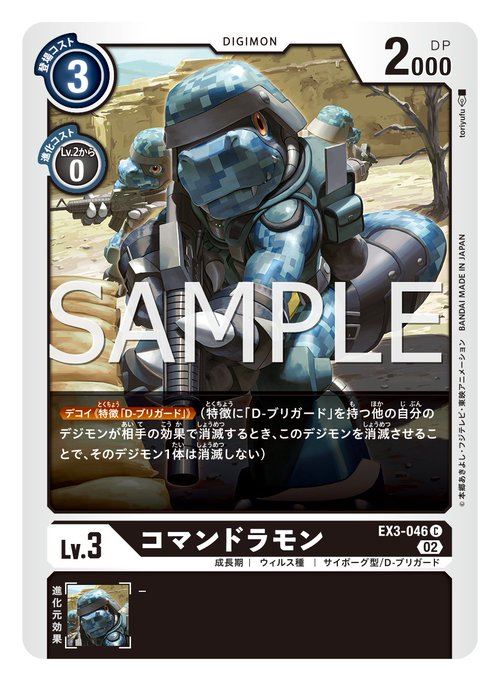 登場コスト
3
DIGIMON
2000
DP
進化コスト
Lv.2から
0
toriyufu
SAMPLE
デコイ《特徴「D-ブリガード」》（特徴に「D-ブリガード」を持つ他の自分の
デジモンが相手の効果で消滅するとき、このデジモンを消滅させるこ
とで、そのデジモン1体は消滅しない）
© 本郷あきよし・フジテレビ・東映アニメーション BANDAI MADE IN JAPAN
Lv.3
コマンドラモン
EX3-046 C
02
成長期 | ウィルス種 | サイボーグ型/D-ブリガード
進化元効果
–